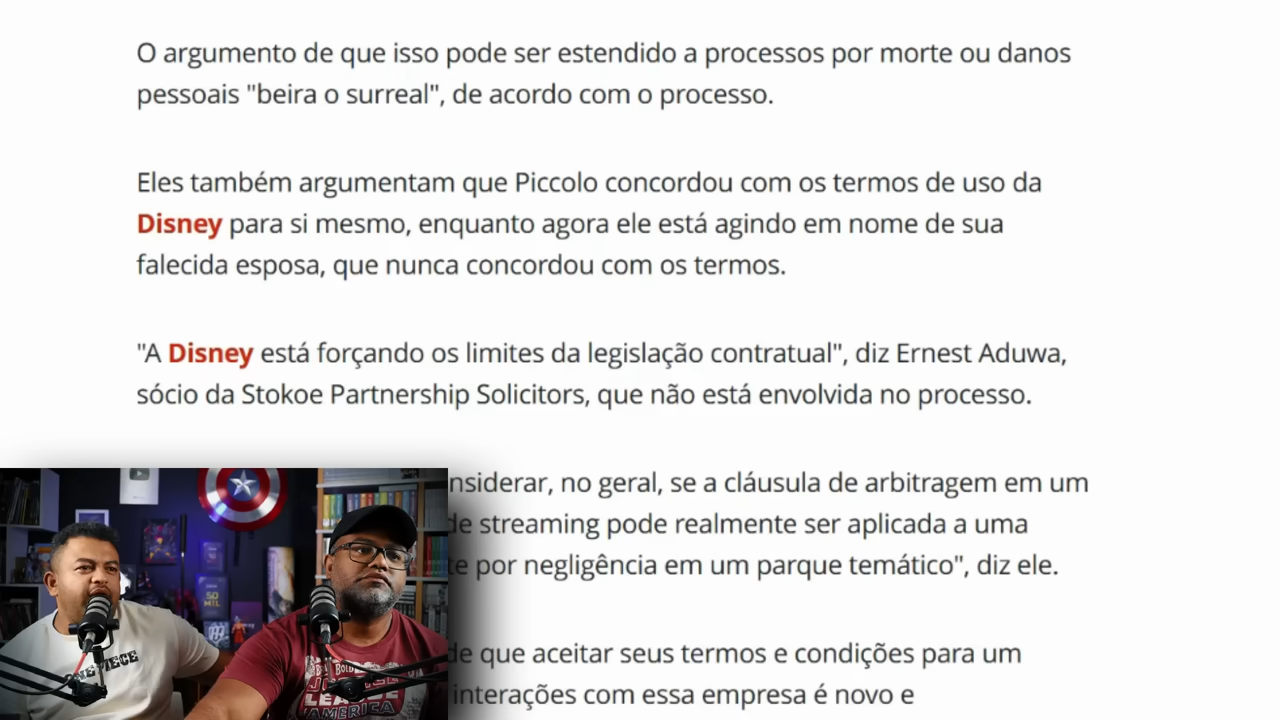 O argumento de que isso pode ser estendido a processos por morte ou danos
pessoais "beira o surreal", de acordo com o processo.
Eles também argumentam que Piccolo concordou com os termos de uso da
Disney para si mesmo, enquanto agora ele está agindo em nome de sua
falecida esposa, que nunca concordou com os termos.
"A Disney está forçando os limites da legislação contratual", diz Ernest Aduwa,
sócio da Stokoe Partnership Solicitors, que não está envolvida no processo.
nsiderar, no geral, se a cláusula de arbitragem em um
de streaming pode realmente ser aplicada a uma
te por negligência em um parque temático", diz ele.
de que aceitar seus termos e condições para um
interações com essa empresa é novo e
NE PIECE
LEAGUE
AMERICA